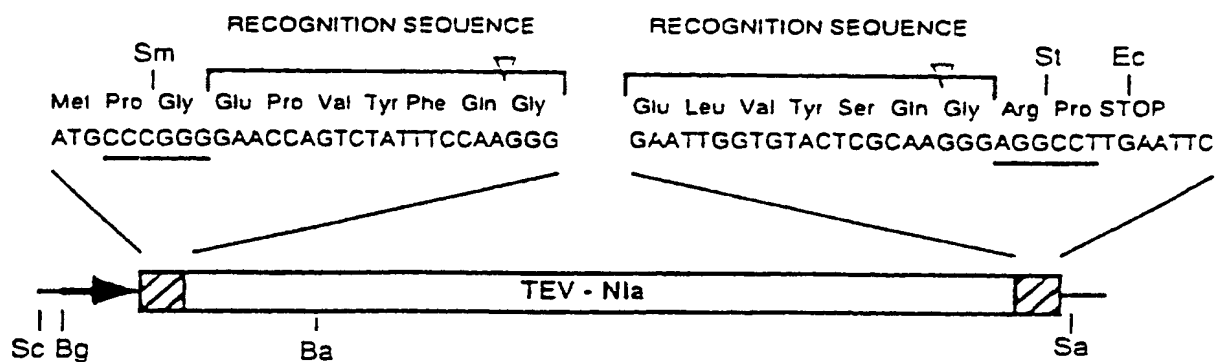 RECOGNITION SEQUENCE RECOGNITION SEQUENCE
Sm St Ec
Met Pro Gly Glu Pro Val Tyr Phe Gln Gly Glu Leu Val Tyr Ser Gln Gly Arg Pro STOP
ATGCCCGGGGAACCAGTCTATTTCCAAGGG GAATTGGTGTACTCGCAAGGGAGGCCTTGAATTC
TEV - NIa
Sc Bg Ba Sa